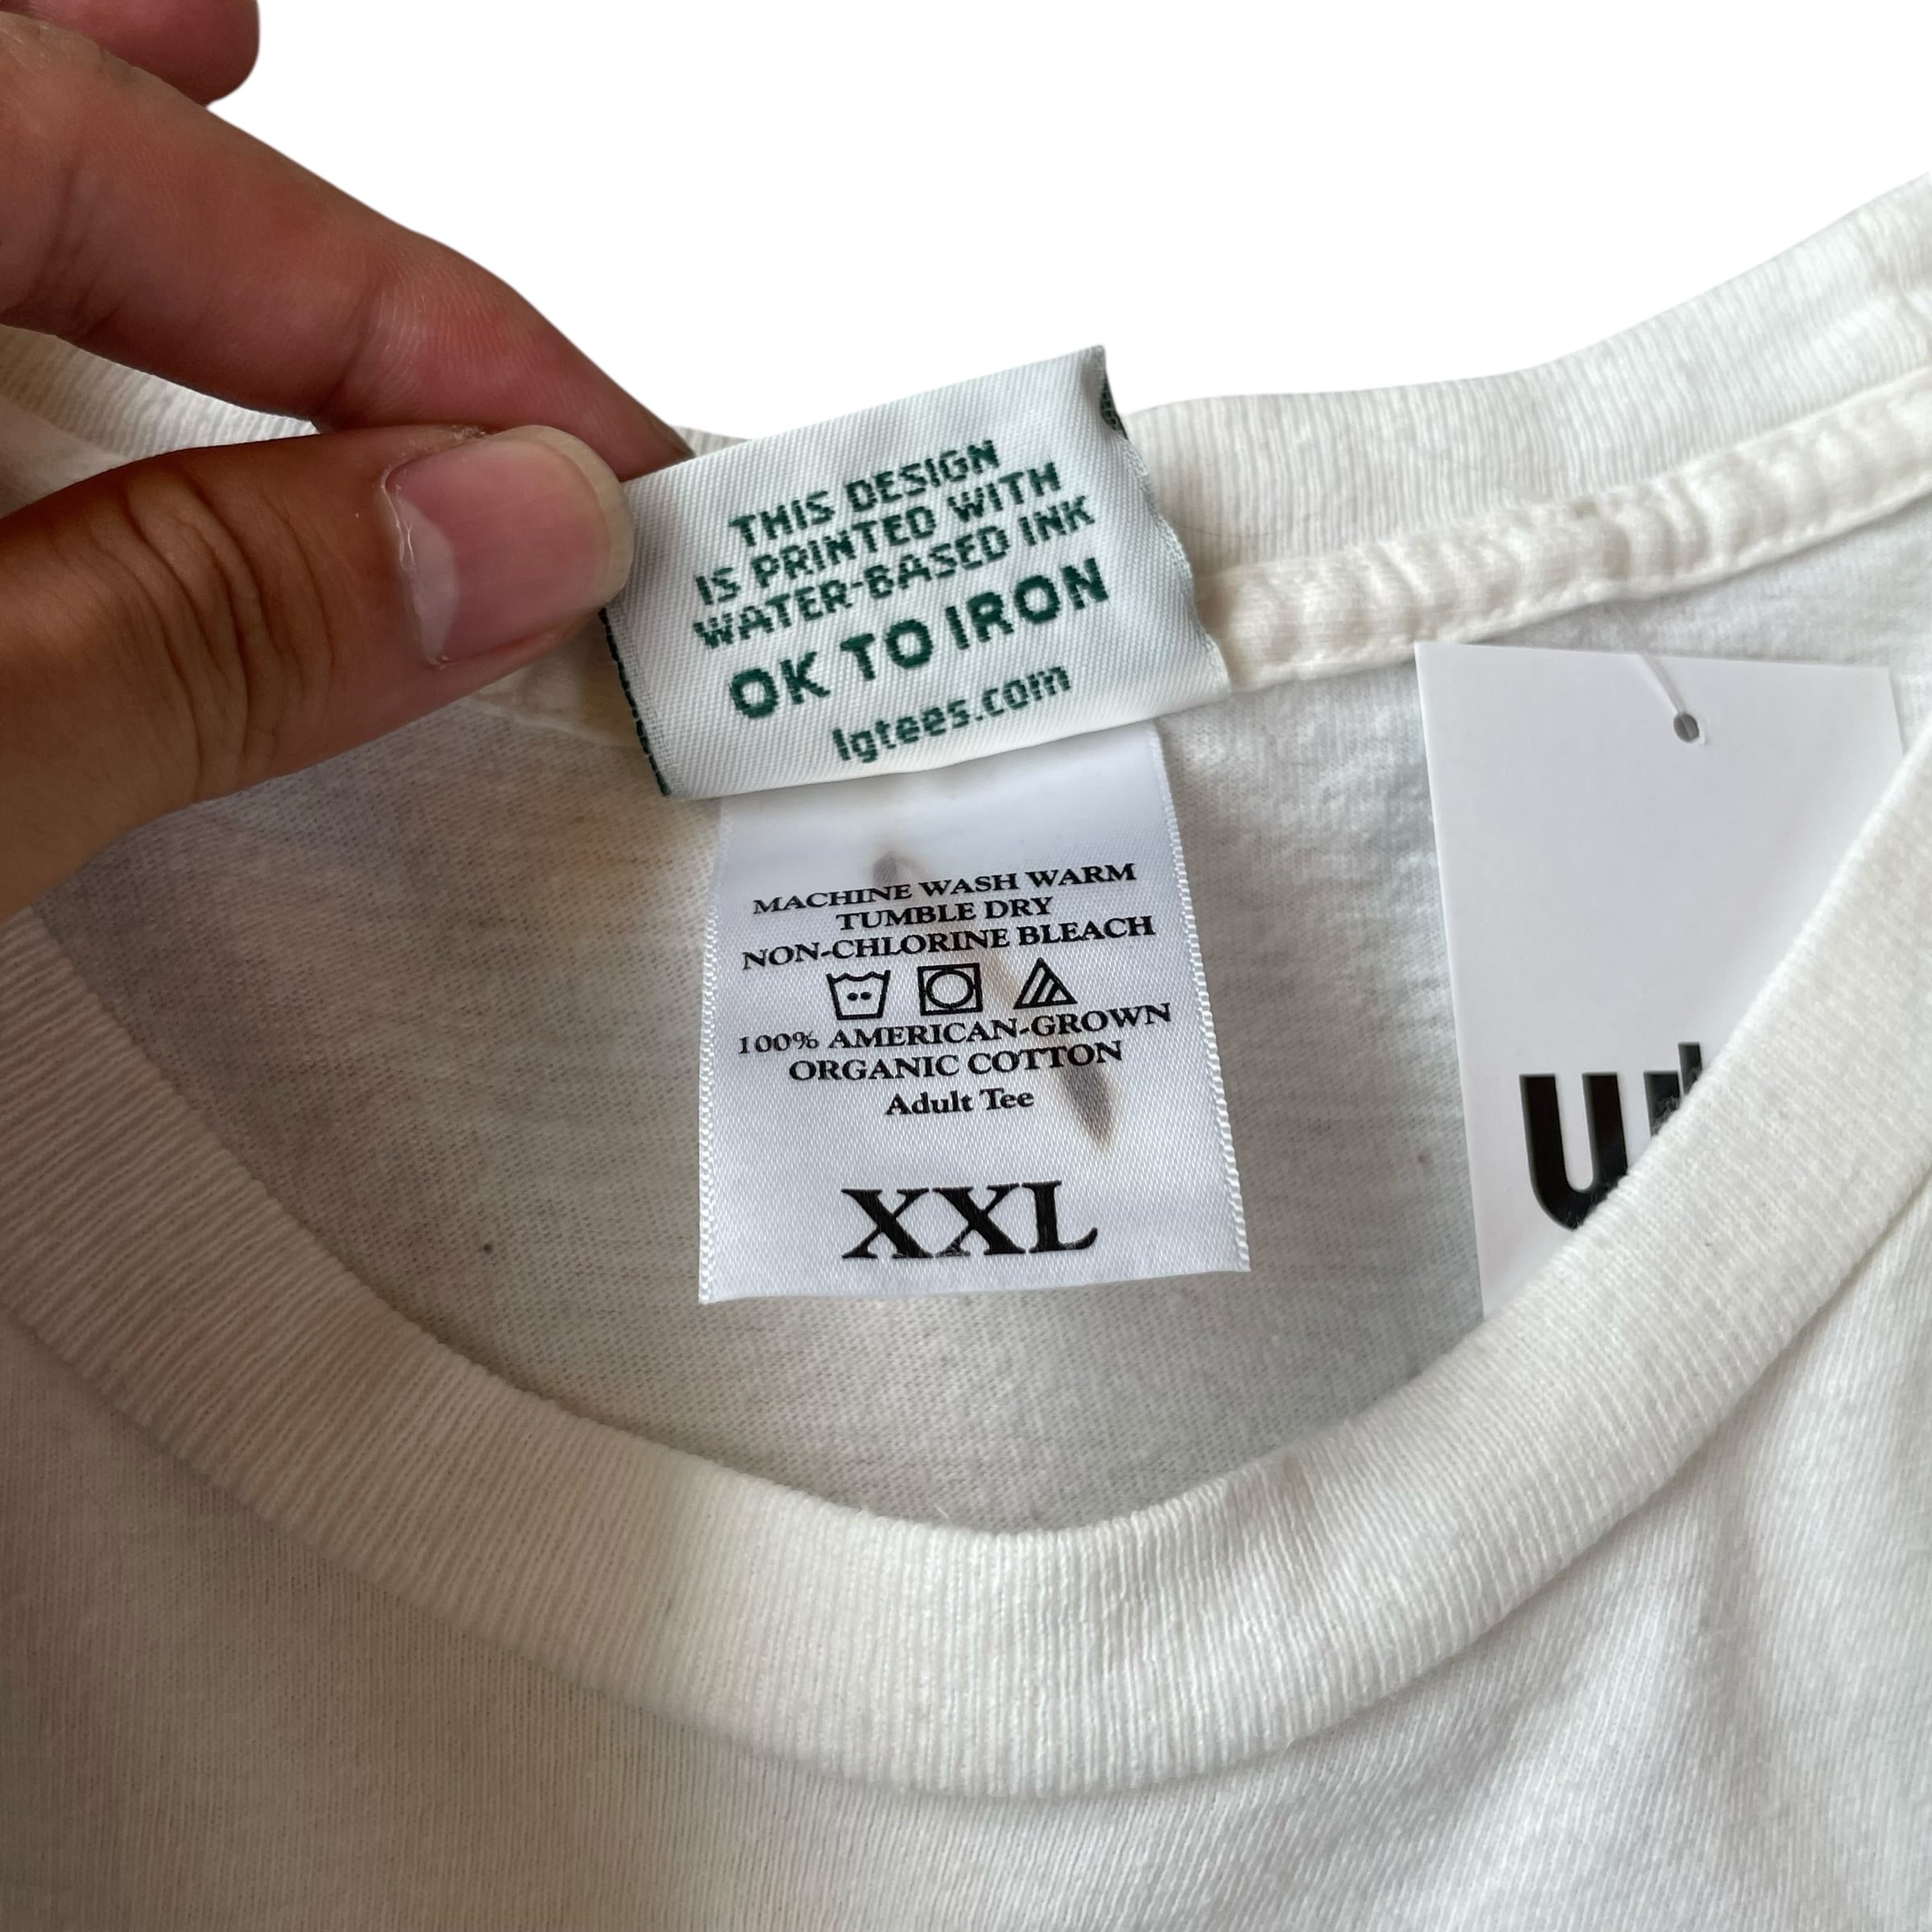 THIS DESIGN
IS PRINTED WITH
WATER-BASED INK
OK TO IRON
lgtees.com
MACHINE WASH WARM
TUMBLE DRY
NON-CHLORINE BLEACH
100% AMERICAN-GROWN
ORGANIC COTTON
Adult Tee
XXL